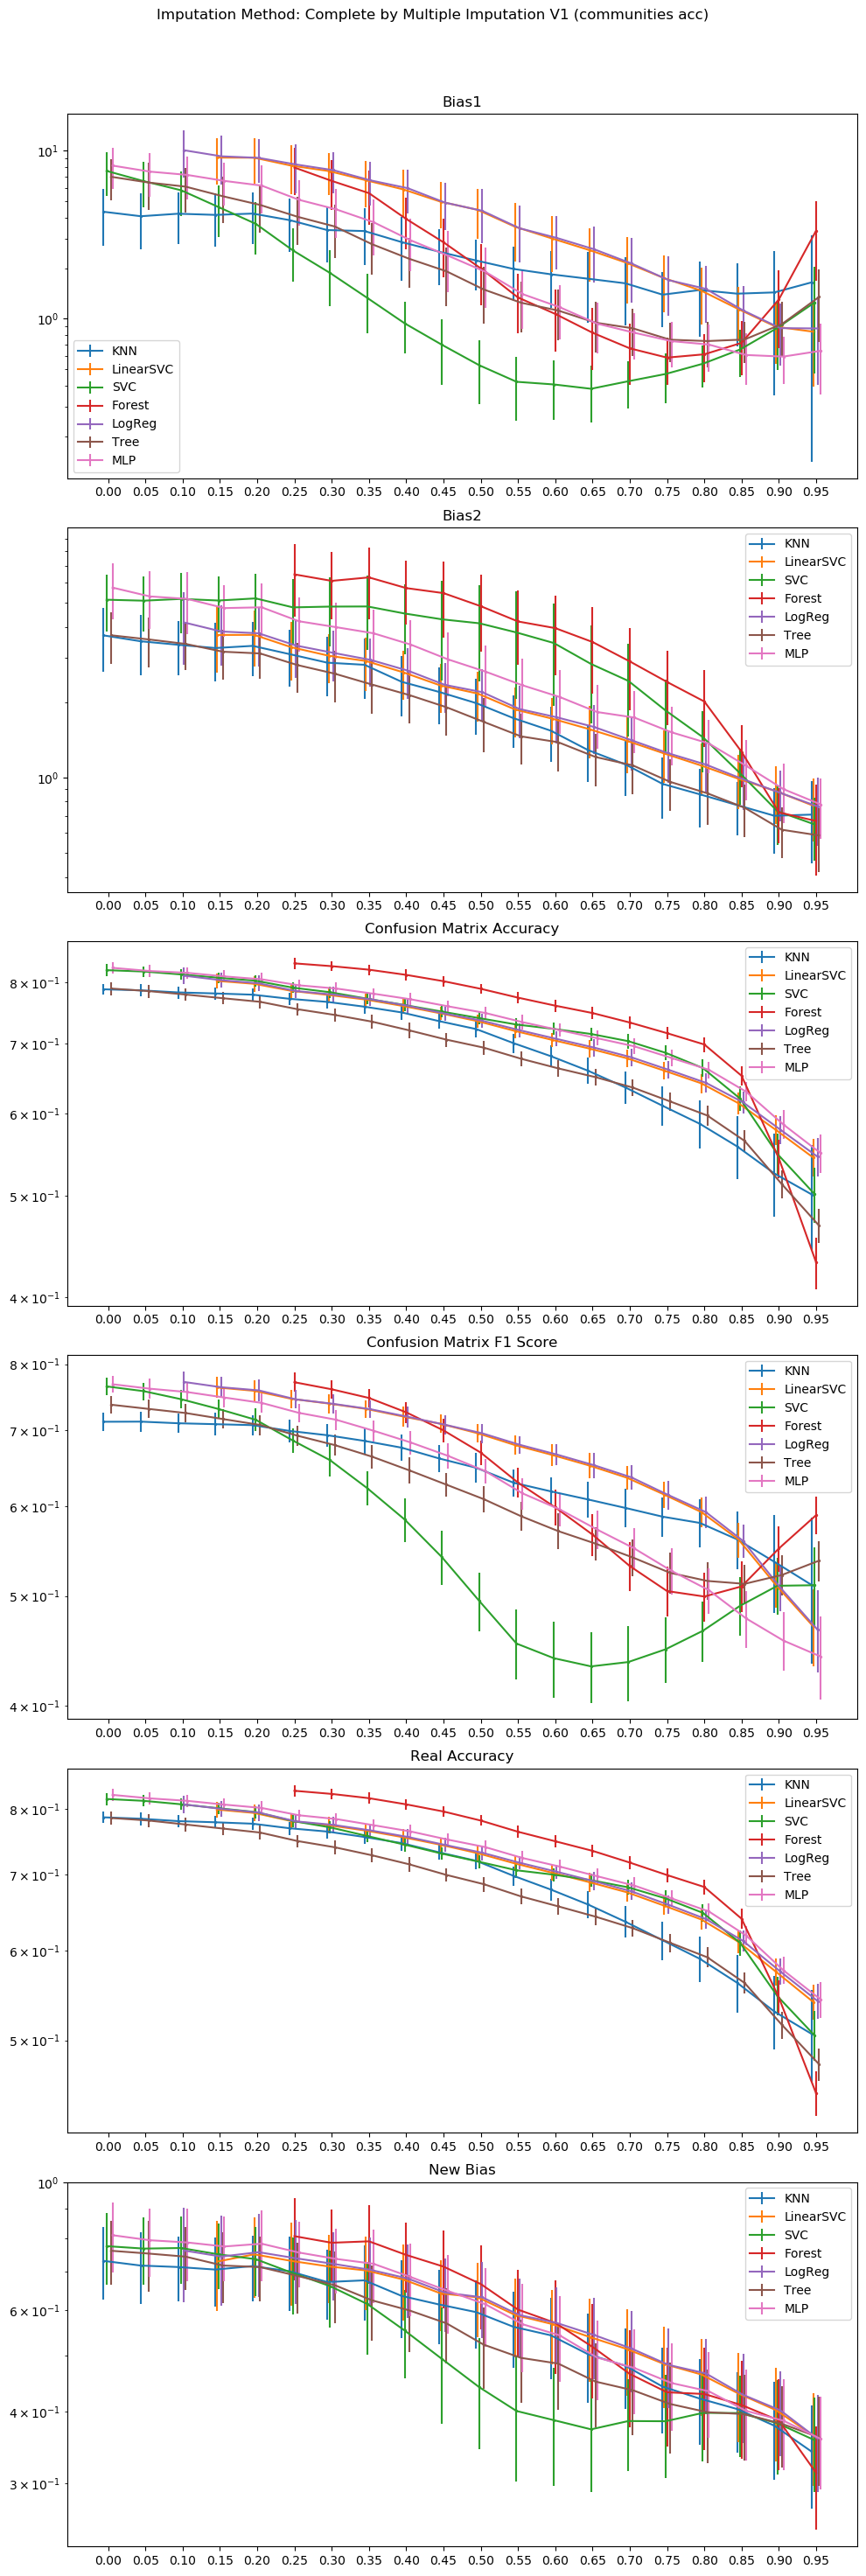 Imputation Method: Complete by Multiple Imputation V1 (communities acc)
Bias1
10¹
10⁰
KNN
LinearSVC
SVC
Forest
LogReg
Tree
MLP
0.00 0.05 0.10 0.15 0.20 0.25 0.30 0.35 0.40 0.45 0.50 0.55 0.60 0.65 0.70 0.75 0.80 0.85 0.90 0.95
Bias2
KNN
LinearSVC
SVC
Forest
LogReg
Tree
MLP
10⁰
0.00 0.05 0.10 0.15 0.20 0.25 0.30 0.35 0.40 0.45 0.50 0.55 0.60 0.65 0.70 0.75 0.80 0.85 0.90 0.95
Confusion Matrix Accuracy
KNN
LinearSVC
SVC
Forest
LogReg
Tree
MLP
8 × 10⁻¹
7 × 10⁻¹
6 × 10⁻¹
5 × 10⁻¹
4 × 10⁻¹
0.00 0.05 0.10 0.15 0.20 0.25 0.30 0.35 0.40 0.45 0.50 0.55 0.60 0.65 0.70 0.75 0.80 0.85 0.90 0.95
Confusion Matrix F1 Score
KNN
LinearSVC
SVC
Forest
LogReg
Tree
MLP
8 × 10⁻¹
7 × 10⁻¹
6 × 10⁻¹
5 × 10⁻¹
4 × 10⁻¹
0.00 0.05 0.10 0.15 0.20 0.25 0.30 0.35 0.40 0.45 0.50 0.55 0.60 0.65 0.70 0.75 0.80 0.85 0.90 0.95
Real Accuracy
KNN
LinearSVC
SVC
Forest
LogReg
Tree
MLP
8 × 10⁻¹
7 × 10⁻¹
6 × 10⁻¹
5 × 10⁻¹
0.00 0.05 0.10 0.15 0.20 0.25 0.30 0.35 0.40 0.45 0.50 0.55 0.60 0.65 0.70 0.75 0.80 0.85 0.90 0.95
New Bias
KNN
LinearSVC
SVC
Forest
LogReg
Tree
MLP
10⁰
6 × 10⁻¹
4 × 10⁻¹
3 × 10⁻¹
0.00 0.05 0.10 0.15 0.20 0.25 0.30 0.35 0.40 0.45 0.50 0.55 0.60 0.65 0.70 0.75 0.80 0.85 0.90 0.95